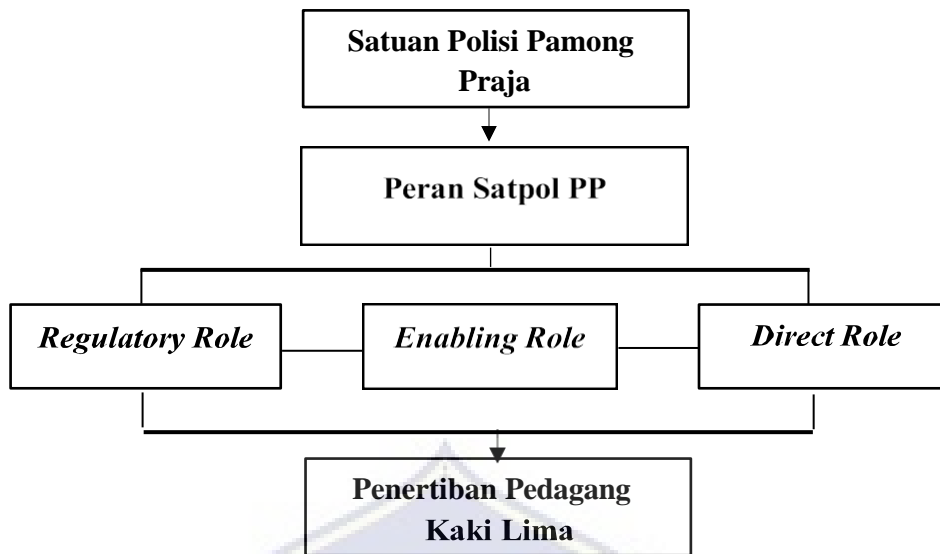 Satuan Polisi Pamong
Praja
Peran Satpol PP
Regulatory Role
Enabling Role
Direct Role
Penertiban Pedagang
Kaki Lima